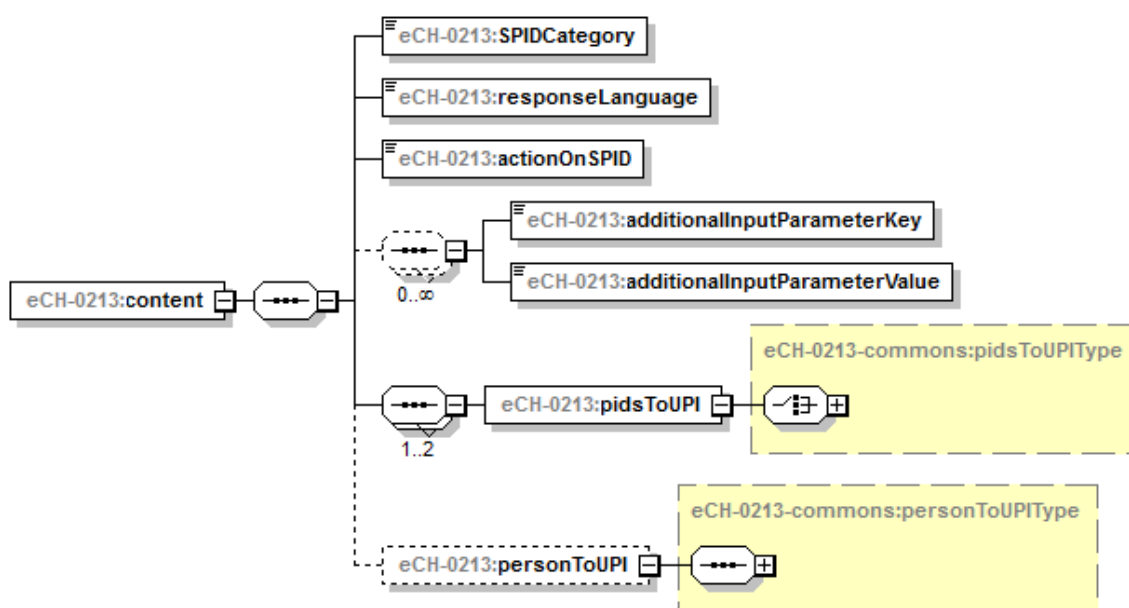 eCH-0213:SPIDCategory
eCH-0213:responseLanguage
eCH-0213:actionOnSPID
eCH-0213:additionalInputParameterKey
eCH-0213:additionalInputParameterValue
0..∞
eCH-0213:content
eCH-0213-commons:pidsToUPIType
eCH-0213:pidsToUPI
1..2
eCH-0213-commons:personToUPIType
eCH-0213:personToUPI